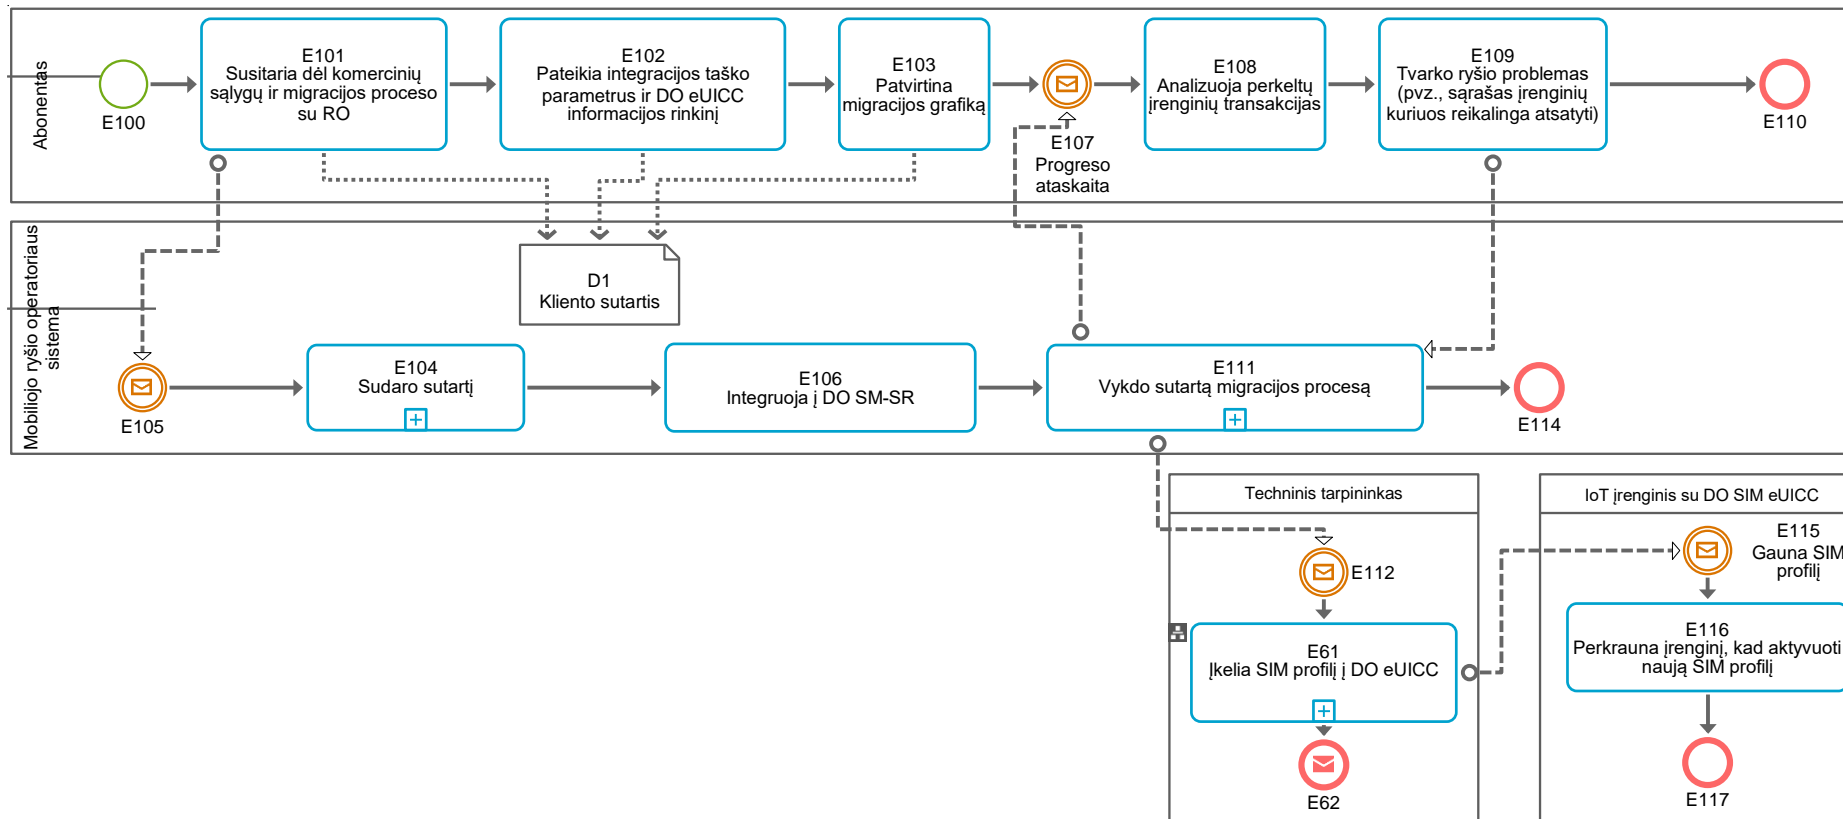 Abonentas
E100
E101
Susitaria dėl komercinių
sąlygų ir migracijos proceso
su RO
E102
Pateikia integracijos taško
parametrus ir DO eUICC
informacijos rinkinį
E103
Patvirtina
migracijos grafiką
E107
Progreso
ataskaita
E108
Analizuoja perkeltų
įrenginių transakcijas
E109
Tvarko ryšio problemas
(pvz., sąrašas įrenginių
kuriuos reikalinga atsatyti)
E110
Mobiliojo ryšio operatoriaus
sistema
D1
Kliento sutartis
E105
E104
Sudaro sutartį
E106
Integruoja į DO SM-SR
E111
Vykdo sutartą migracijos procesą
E114
Techninis tarpininkas
E112
E61
Įkelia SIM profilį į DO eUICC
E62
IoT įrenginis su DO SIM eUICC
E115
Gauna SIM
profilį
E116
Perkrauna įrenginį, kad aktyvuoti
naują SIM profilį
E117